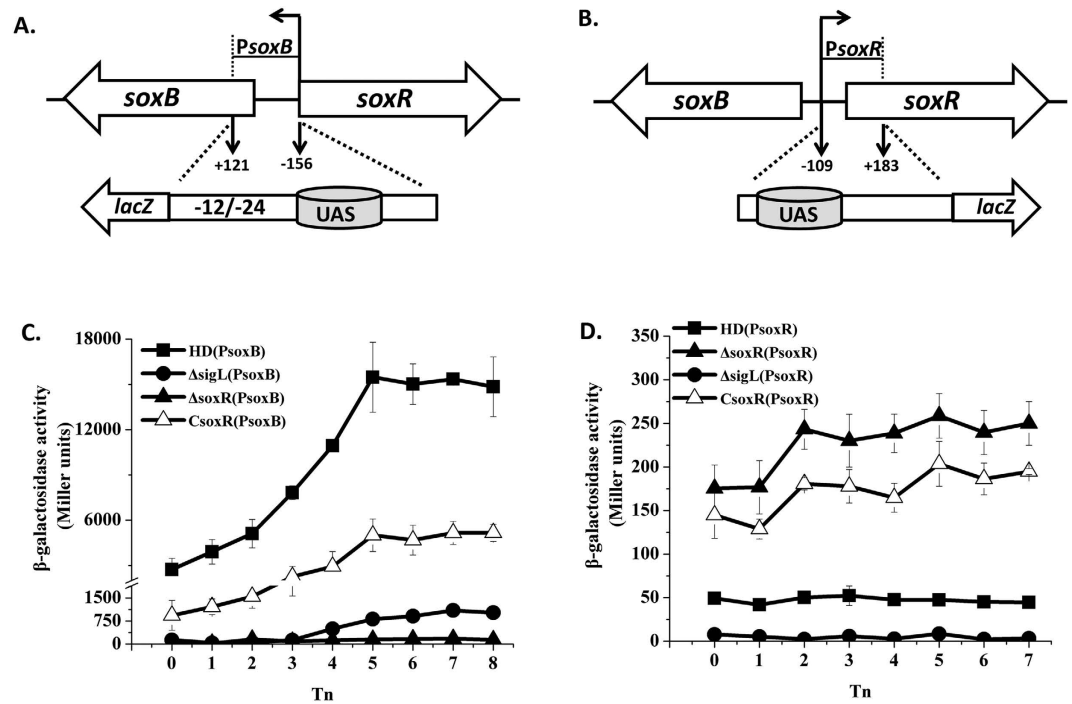 A.
PsoxB
soxB
soxR
+121
-156
lacZ
-12/-24
UAS
B.
PsoxR
soxB
soxR
-109
+183
UAS
lacZ
C.
β-galactosidase activity
(Miller units)
18000
12000
6000
1500
750
0
HD(PsoxB)
ΔsigL(PsoxB)
ΔsoxR(PsoxB)
CsoxR(PsoxB)
0 1 2 3 4 5 6 7 8
Tn
D.
β-galactosidase activity
(Miller units)
350
300
250
200
150
100
50
0
HD(PsoxR)
ΔsoxR(PsoxR)
ΔsigL(PsoxR)
CsoxR(PsoxR)
0 1 2 3 4 5 6 7
Tn